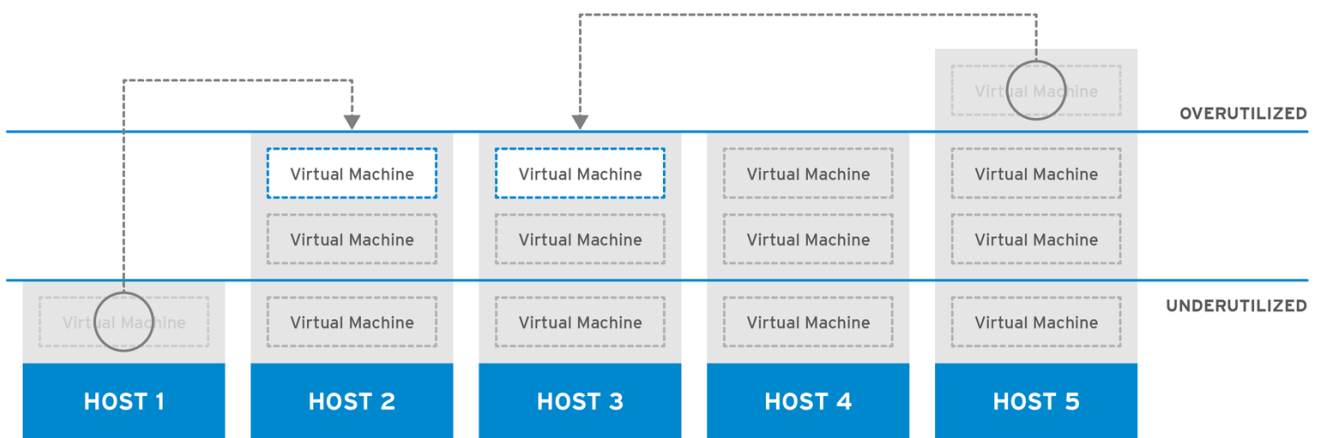 Virtual Machine
OVERUTILIZED
Virtual Machine Virtual Machine Virtual Machine Virtual Machine
Virtual Machine Virtual Machine Virtual Machine Virtual Machine
UNDERUTILIZED
Virtual Machine Virtual Machine Virtual Machine Virtual Machine Virtual Machine
HOST 1 HOST 2 HOST 3 HOST 4 HOST 5